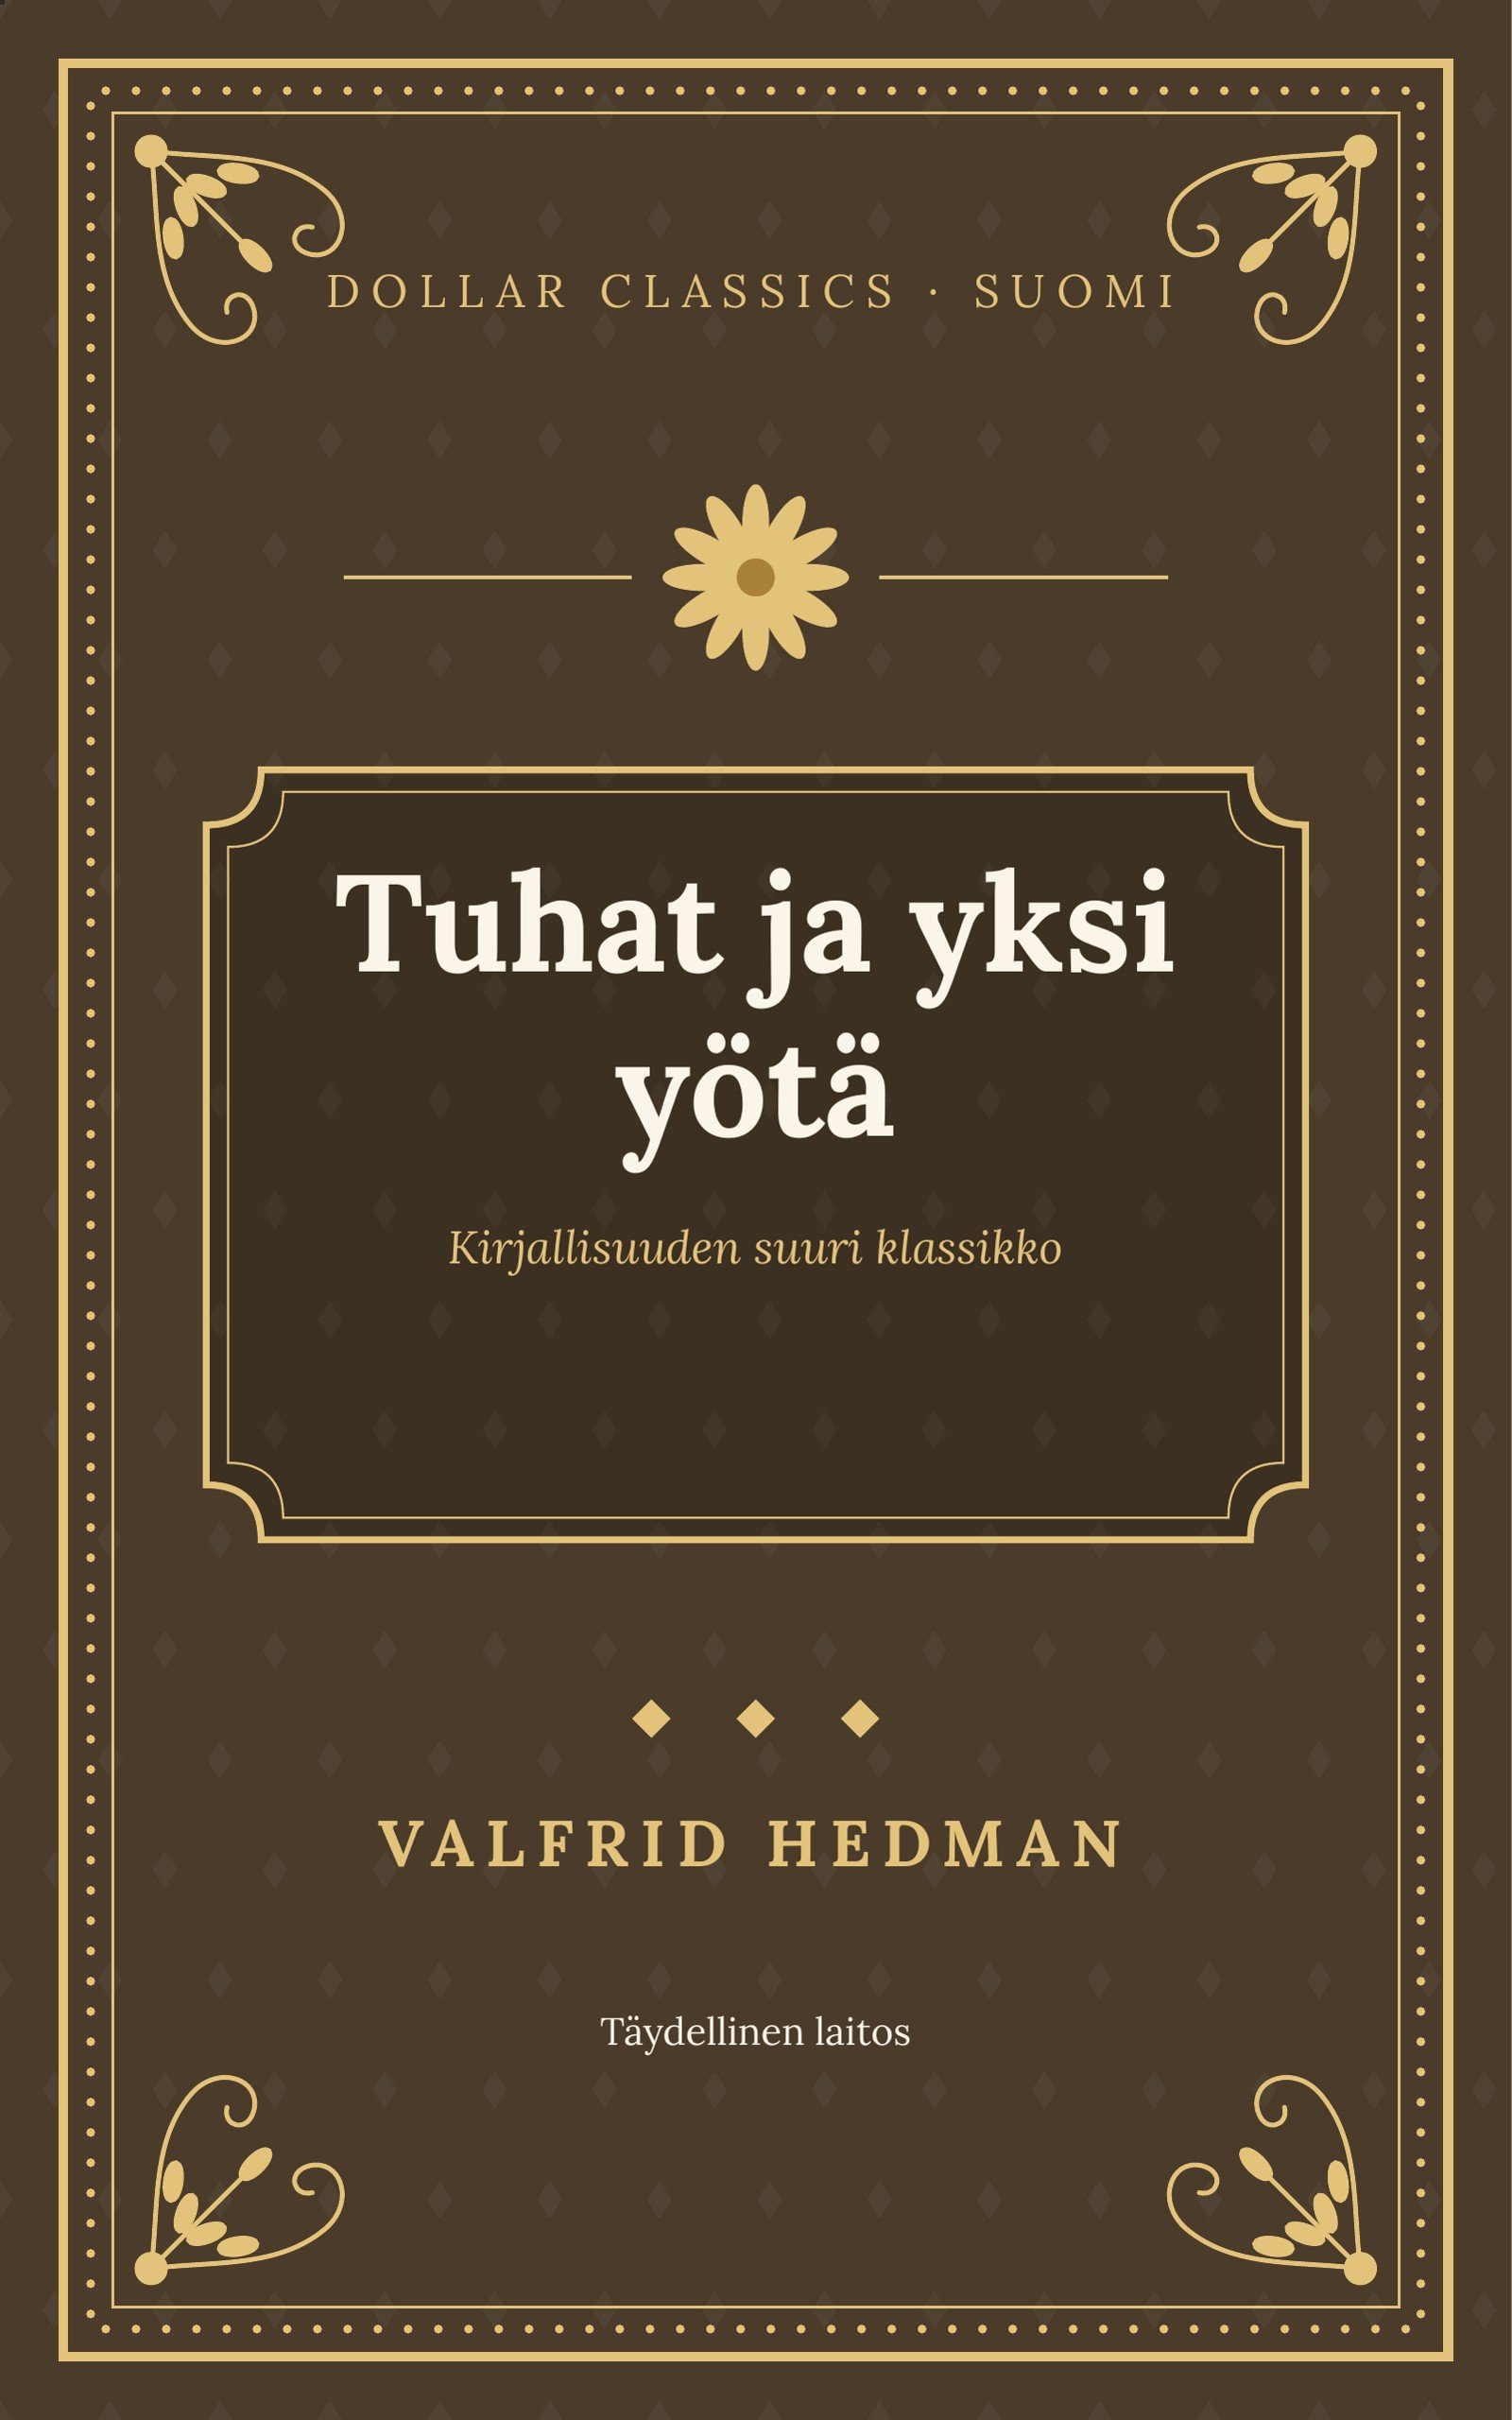 DOLLAR CLASSICS · SUOMI
Tuhat ja yksi
yötä
Kirjallisuuden suuri klassikko
VALFRID HEDMAN
Täydellinen laitos